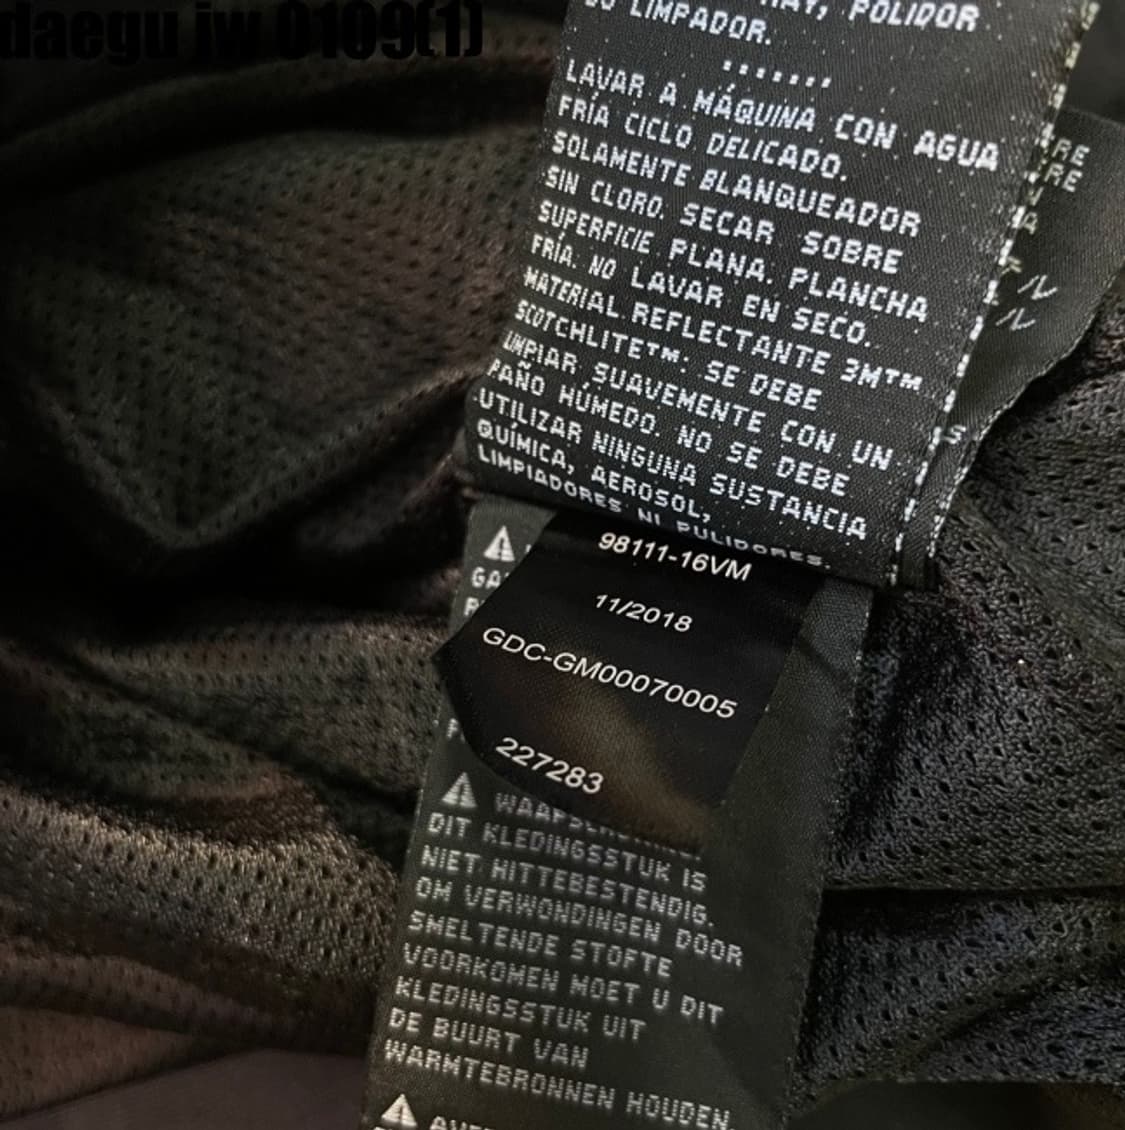 daegu jw 0109(1)
POLIDOR
LIMPADOR.
.......
LAVAR A MÁQUINA CON AGUA
FRÍA CICLO DELICADO.
SOLAMENTE BLANQUEADOR
SIN CLORO. SECAR SOBRE
SUPERFICIE PLANA. PLANCHA
FRÍA. NO LAVAR EN SECO.
MATERIAL REFLECTANTE 3M™
SCOTCHLITE™: SE DEBE
LIMPIAR SUAVEMENTE CON UN
PAÑO HÚMEDO. NO SE DEBE
UTILIZAR NINGUNA SUSTANCIA
QUÍMICA, AEROSOL,
LIMPIADORES NI PULIDORES.
98111-16VM
11/2018
GDC-GM00070005
227283
DIT KLEDINGSSTUK IS
NIET HITTEBESTENDIG.
OM VERWONDINGEN DOOR
SMELTENDE STOFTE
VOORKOMEN MOET U DIT
KLEDINGSSTUK UIT
DE BUURT VAN
WARMTEBRONNEN HOUDEN.